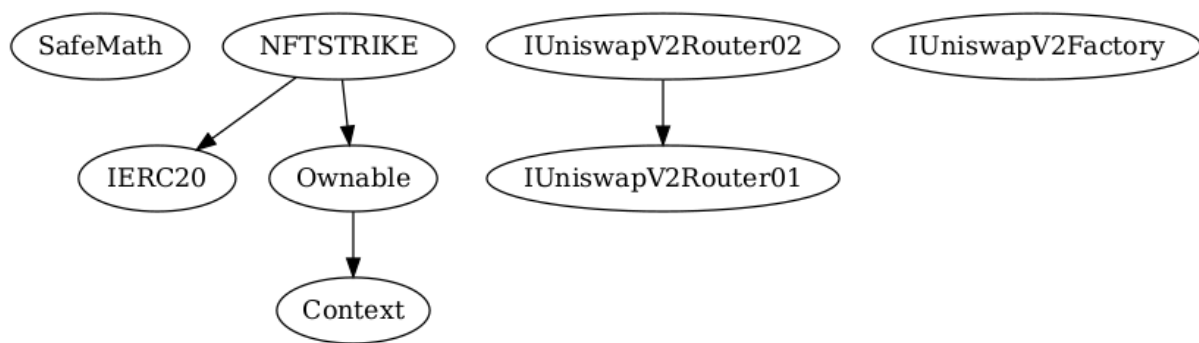 SafeMath
NFTSTRIKE
IUniswapV2Router02
IUniswapV2Factory
IERC20
Ownable
IUniswapV2Router01
Context